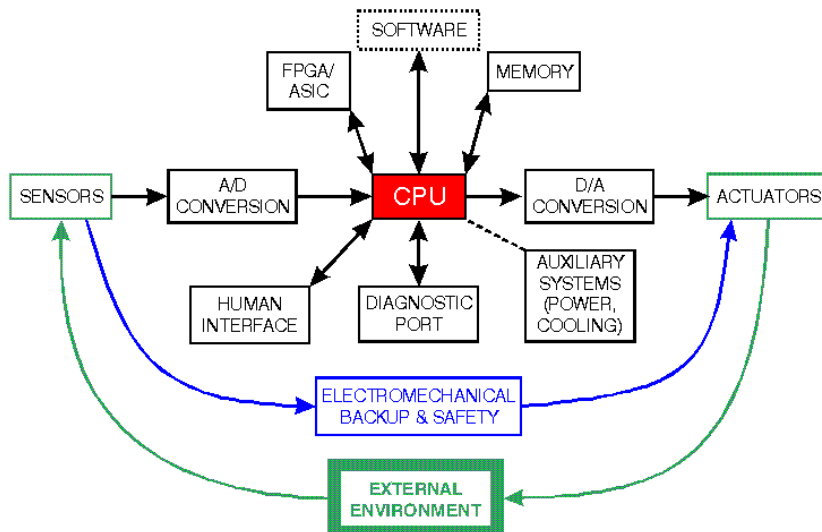 SOFTWARE
FPGA/
ASIC
MEMORY
SENSORS
A/D
CONVERSION
CPU
D/A
CONVERSION
ACTUATORS
HUMAN
INTERFACE
DIAGNOSTIC
PORT
AUXILIARY
SYSTEMS
(POWER,
COOLING)
ELECTROMECHANICAL
BACKUP & SAFETY
EXTERNAL
ENVIRONMENT